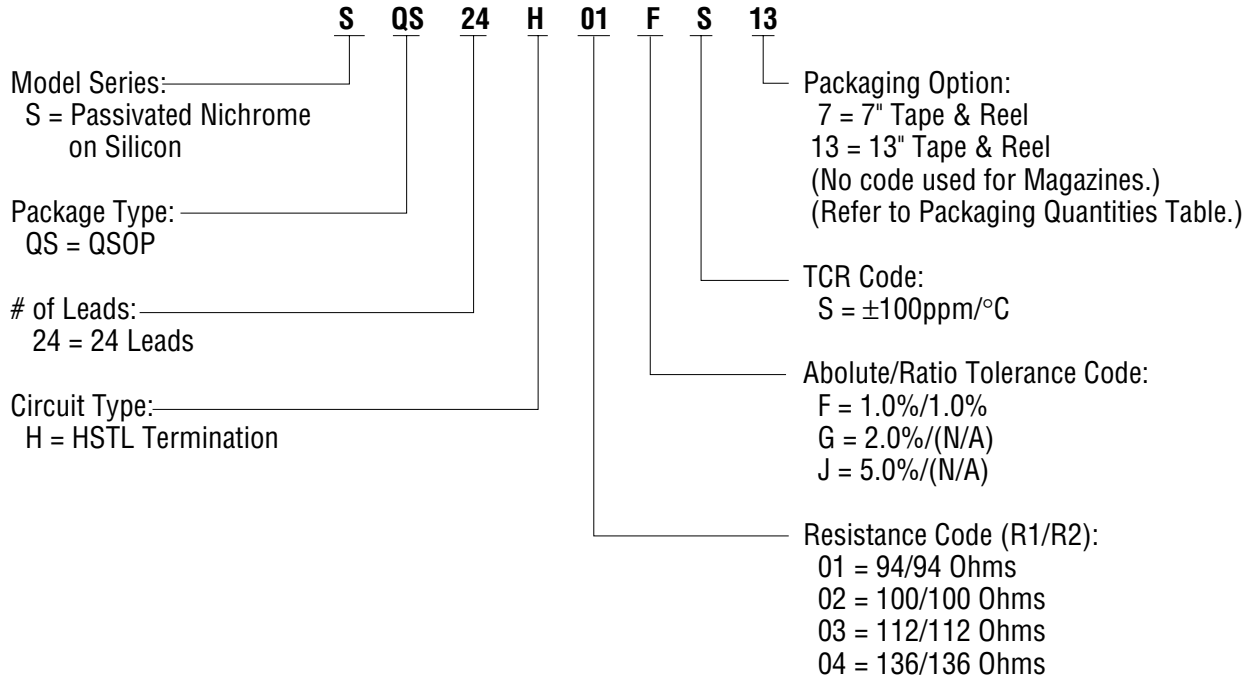 S QS 24 H 01 F S 13
Model Series:
S = Passivated Nichrome
on Silicon
Package Type:
QS = QSOP
# of Leads:
24 = 24 Leads
Circuit Type:
H = HSTL Termination
Packaging Option:
7 = 7" Tape & Reel
13 = 13" Tape & Reel
(No code used for Magazines.)
(Refer to Packaging Quantities Table.)
TCR Code:
S = ±100ppm/°C
Abolute/Ratio Tolerance Code:
F = 1.0%/1.0%
G = 2.0%/(N/A)
J = 5.0%/(N/A)
Resistance Code (R1/R2):
01 = 94/94 Ohms
02 = 100/100 Ohms
03 = 112/112 Ohms
04 = 136/136 Ohms